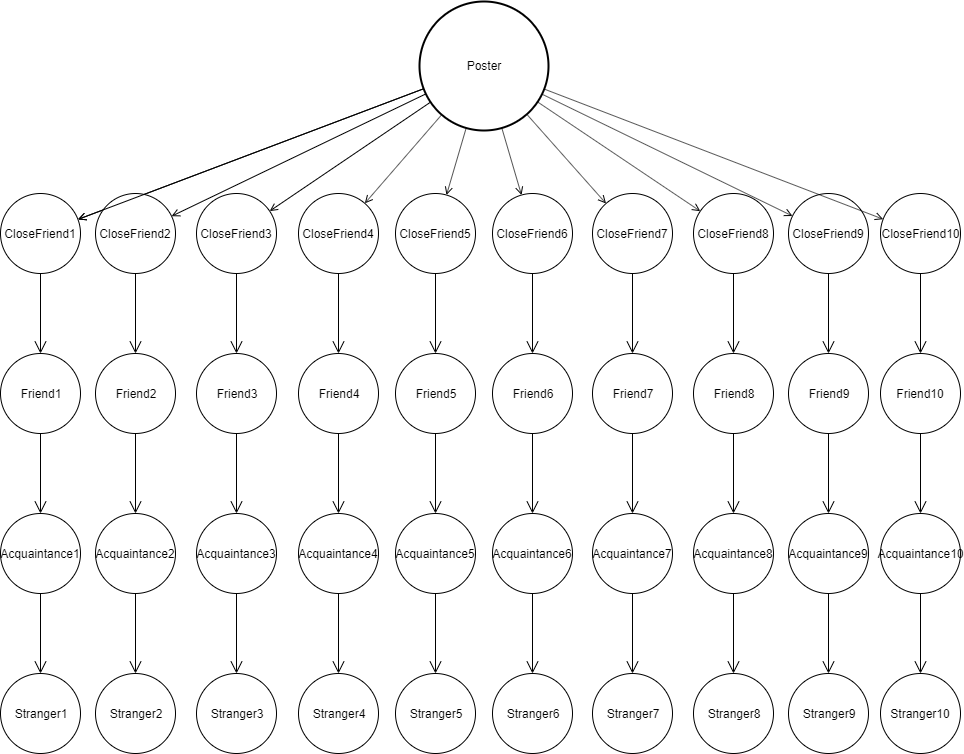 Poster
CloseFriend1 CloseFriend2 CloseFriend3 CloseFriend4 CloseFriend5 CloseFriend6 CloseFriend7 CloseFriend8 CloseFriend9 CloseFriend10
Friend1 Friend2 Friend3 Friend4 Friend5 Friend6 Friend7 Friend8 Friend9 Friend10
Acquaintance1 Acquaintance2 Acquaintance3 Acquaintance4 Acquaintance5 Acquaintance6 Acquaintance7 Acquaintance8 Acquaintance9 Acquaintance10
Stranger1 Stranger2 Stranger3 Stranger4 Stranger5 Stranger6 Stranger7 Stranger8 Stranger9 Stranger10